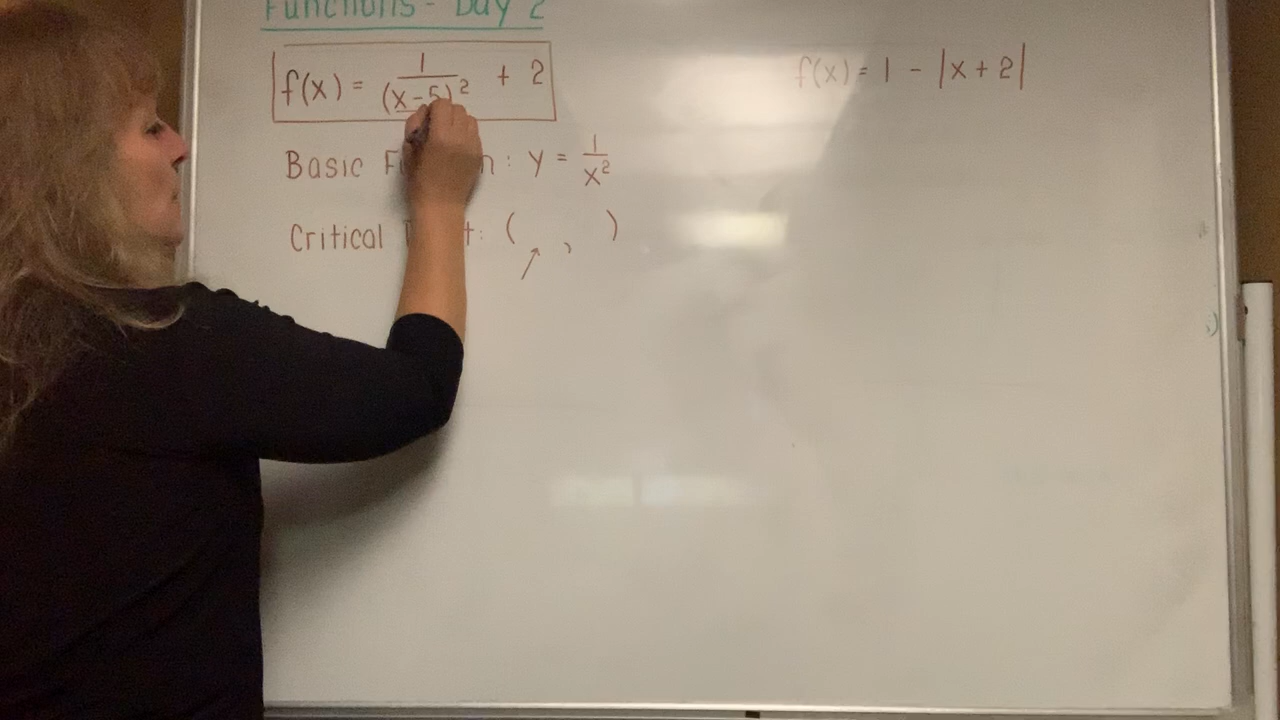 Functions - Day 2
f(x) = 1/(x-5)² + 2
Basic : y = 1/x²
Critical : ( , )
f(x) = 1 - |x+2|